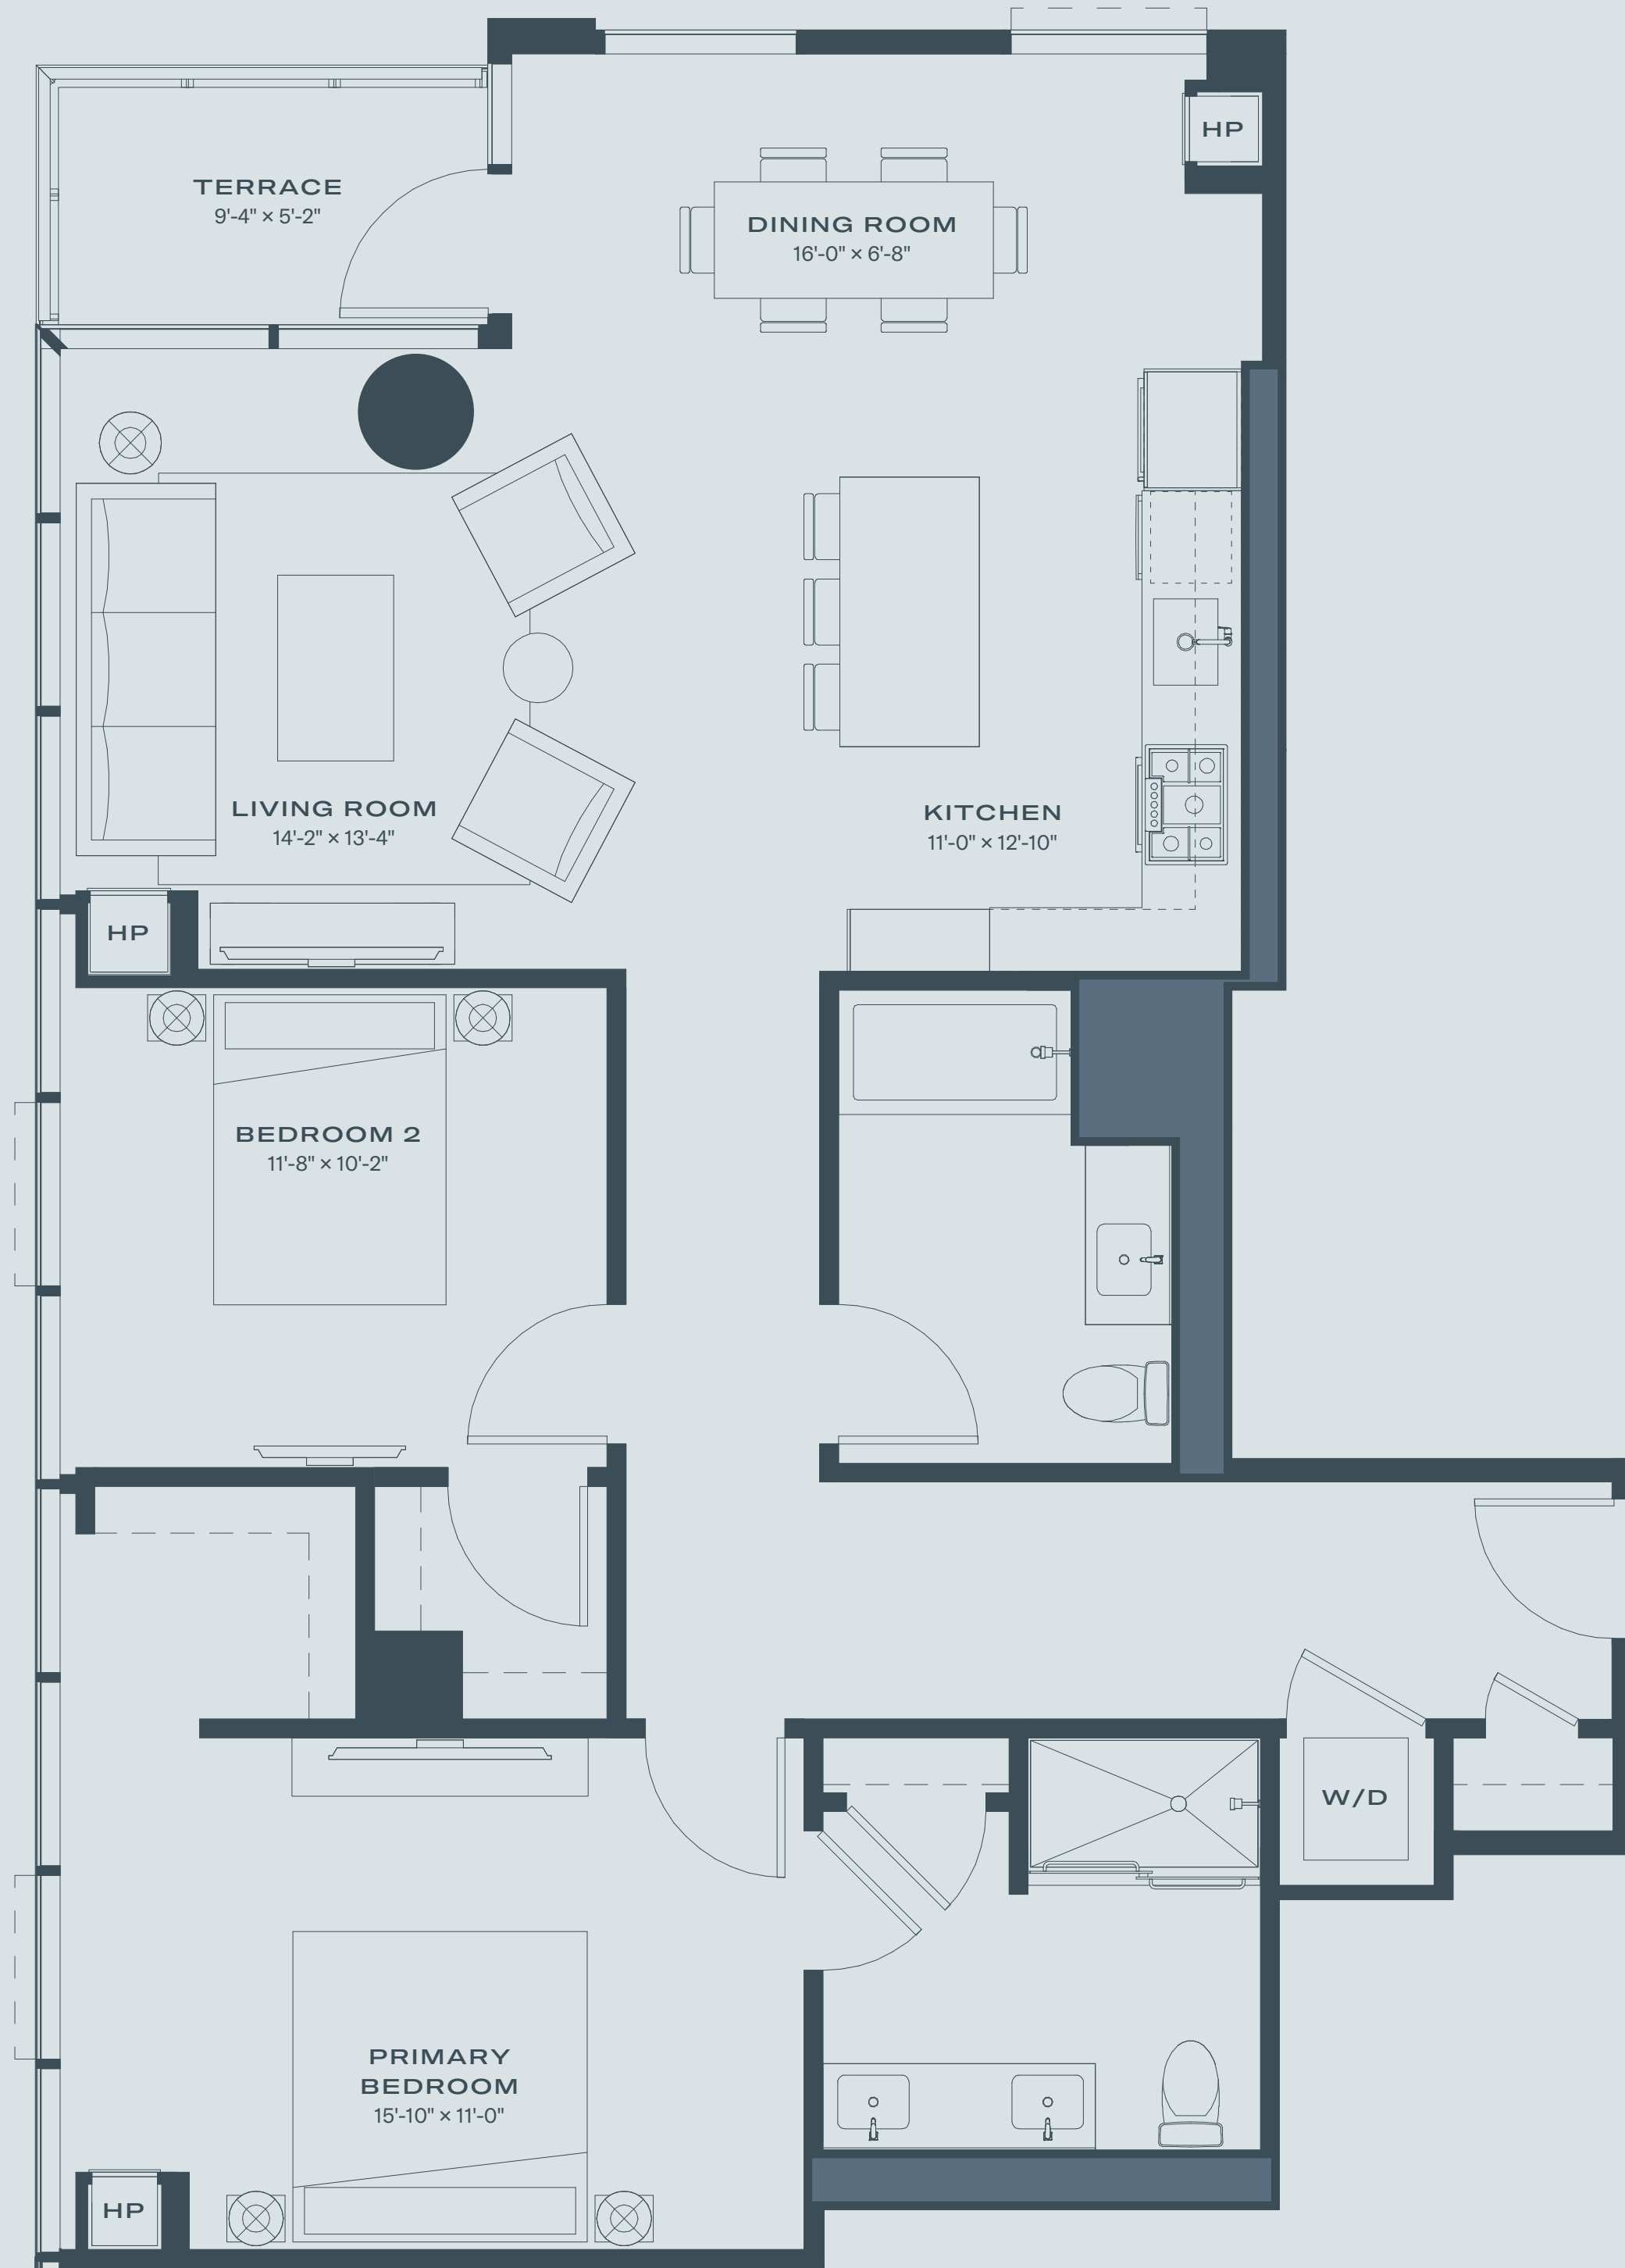 HP
TERRACE
9'-4" × 5'-2"
DINING ROOM
16'-0" × 6'-8"
LIVING ROOM
14'-2" × 13'-4"
KITCHEN
11'-0" × 12'-10"
HP
BEDROOM 2
11'-8" × 10'-2"
W/D
PRIMARY
BEDROOM
15'-10" × 11'-0"
HP